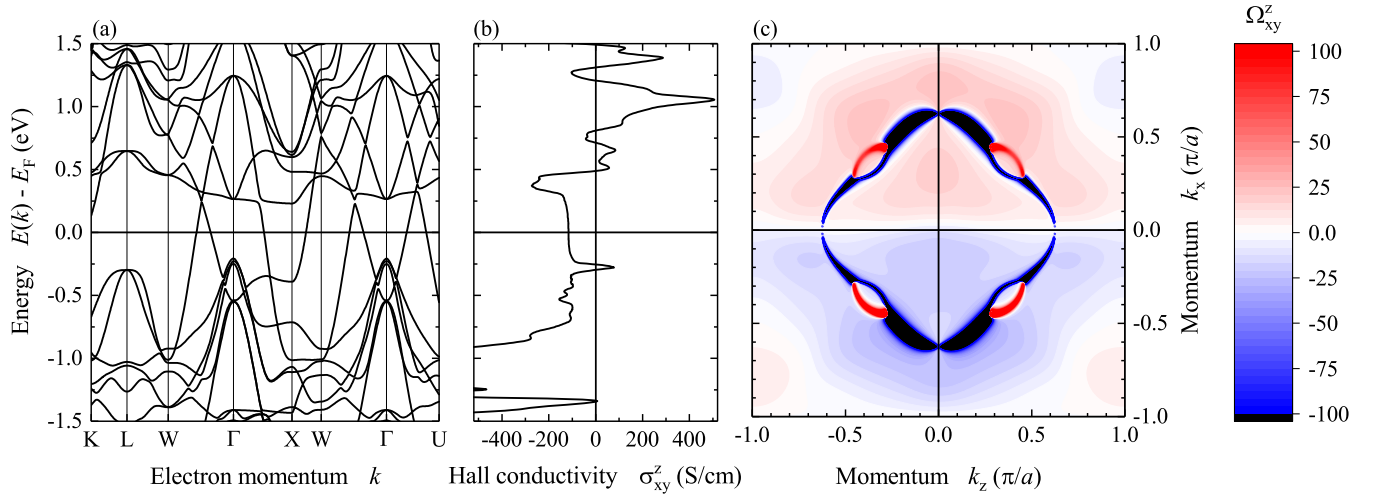 (a)
(b)
(c)
Ω^z_xy
Energy E(k) - E_F (eV)
1.5
1.0
0.5
0.0
-0.5
-1.0
-1.5
K L W Γ X W Γ U
Electron momentum k
-400 -200 0 200 400
Hall conductivity σ^z_xy (S/cm)
1.0
0.5
0.0
-0.5
-1.0
Momentum k_x (π/a)
-1.0 -0.5 0.0 0.5 1.0
Momentum k_z (π/a)
100
75
50
25
0.0
-25
-50
-75
-100